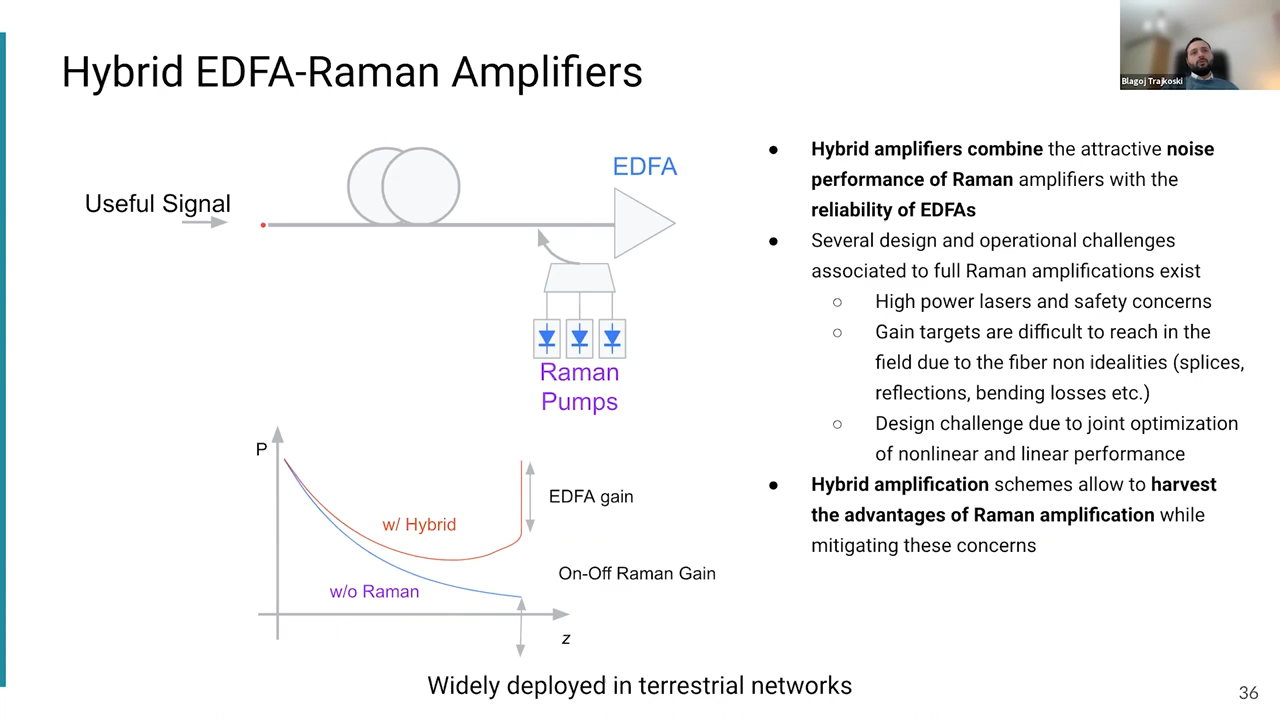 Hybrid EDFA-Raman Amplifiers
Blagoj Trajkoski
Useful Signal
EDFA
Raman
Pumps
P
w/ Hybrid
w/o Raman
EDFA gain
On-Off Raman Gain
z
● Hybrid amplifiers combine the attractive noise
performance of Raman amplifiers with the
reliability of EDFAs
● Several design and operational challenges
associated to full Raman amplifications exist
○ High power lasers and safety concerns
○ Gain targets are difficult to reach in the
field due to the fiber non idealities (splices,
reflections, bending losses etc.)
○ Design challenge due to joint optimization
of nonlinear and linear performance
● Hybrid amplification schemes allow to harvest
the advantages of Raman amplification while
mitigating these concerns
Widely deployed in terrestrial networks
36